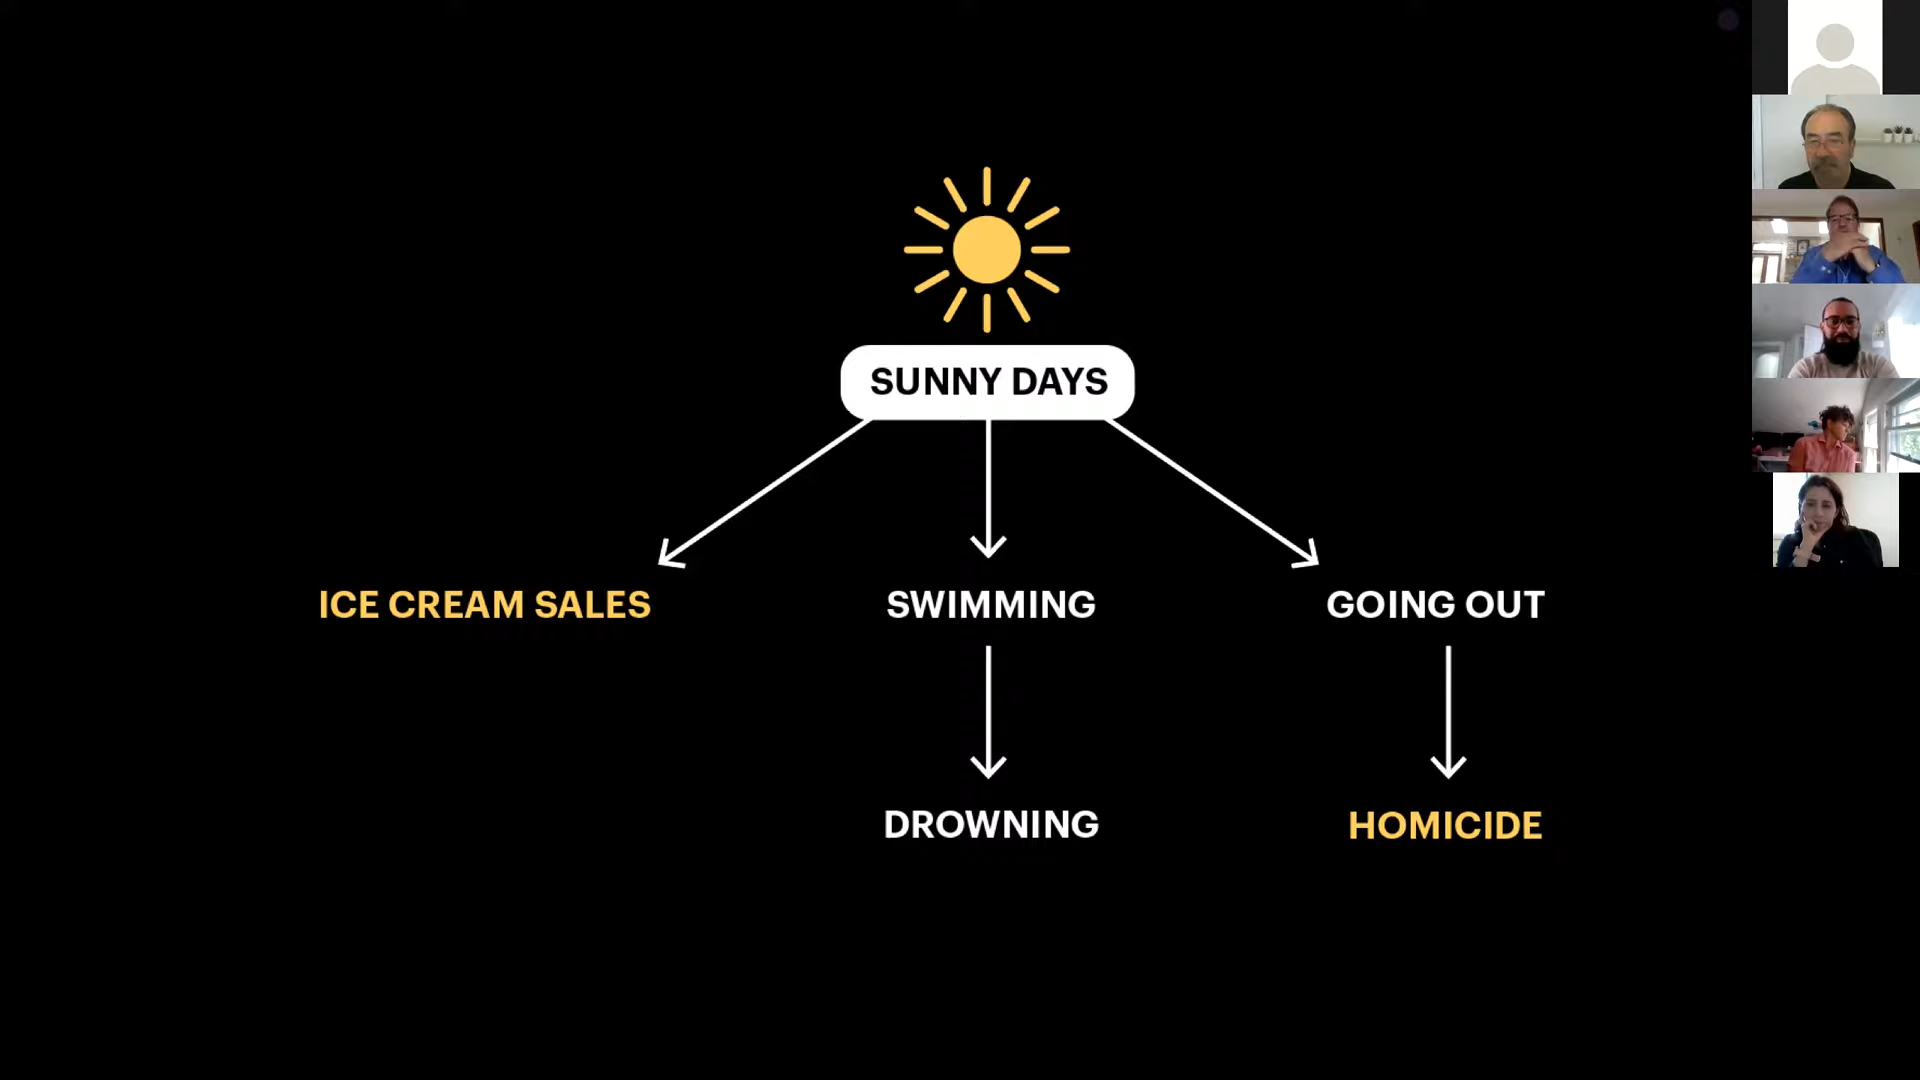 SUNNY DAYS
ICE CREAM SALES
SWIMMING
GOING OUT
DROWNING
HOMICIDE